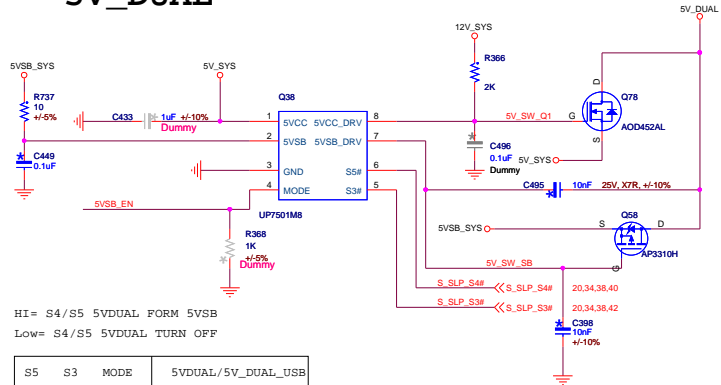 5V_DUAL
5V_DUAL
12V_SYS
5VSB_SYS
5V_SYS
R366
2K
R737
10
+/-5%
Q38
Q78
C433
1uF +/-10%
Dummy
1 5VCC 5VCC_DRV 8
5V_SW_Q1
G
D
S
AOD452AL
2 5VSB 5VSB_DRV 7
C496
0.1uF
Dummy
5V_SYS
C449
0.1uF
3 GND S5# 6
4 MODE S3# 5
UP7501M8
C495
10nF 25V, X7R, +/-10%
5VSB_EN
5VSB_SYS
S
D
Q58
G
AP3310H
R368
1K
+/-5%
Dummy
5V_SW_SB
S_SLP_S4# S_SLP_S4# 20,34,38,40
S_SLP_S3# S_SLP_S3# 20,34,38,42
C398
10nF
+/-10%
HI= S4/S5 5VDUAL FORM 5VSB
Low= S4/S5 5VDUAL TURN OFF
S5 S3 MODE 5VDUAL/5V_DUAL_USB